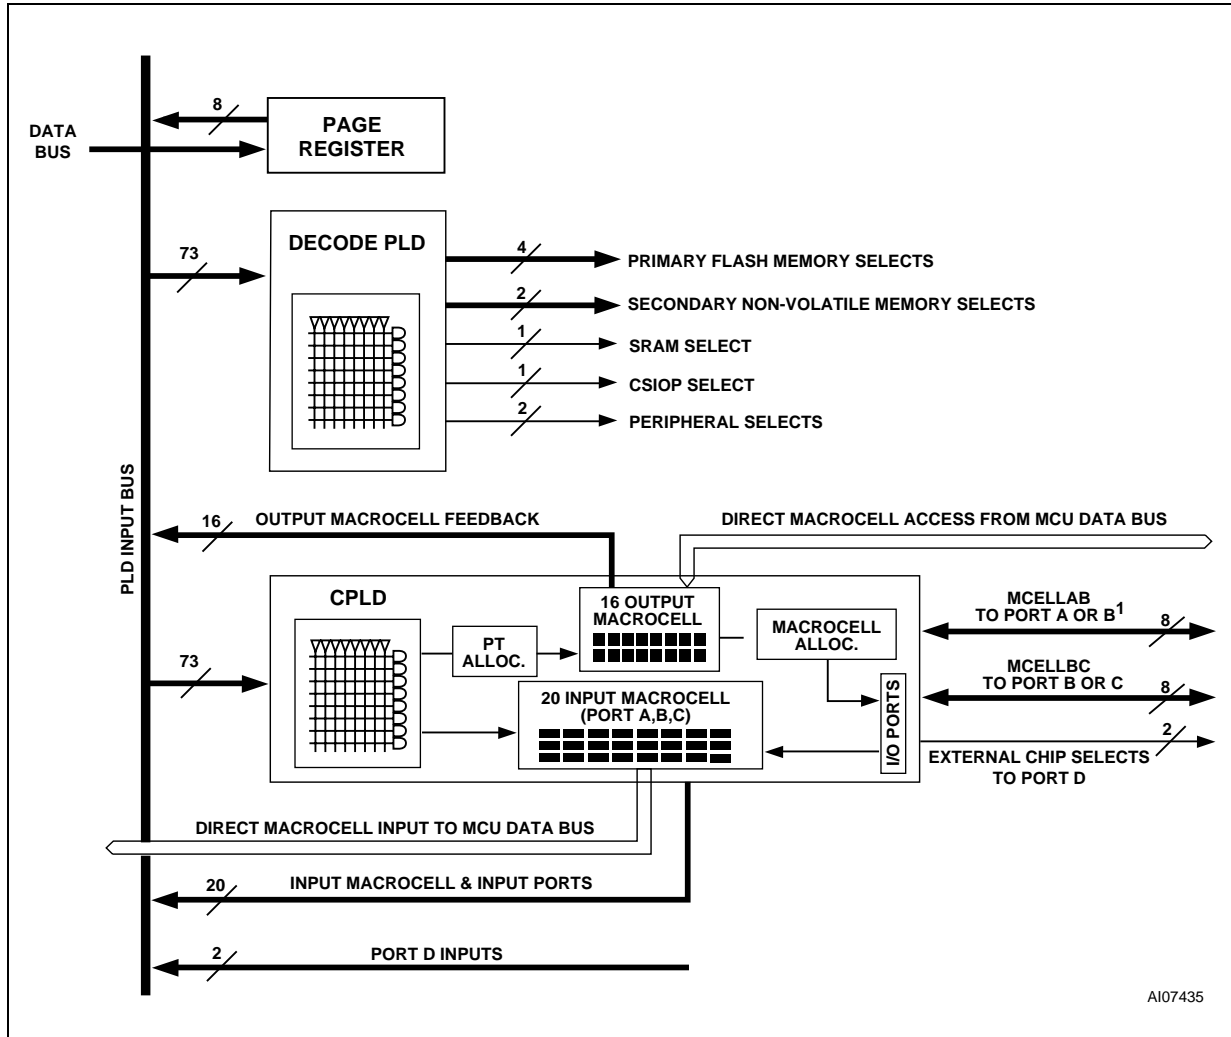 8
DATA
BUS
PAGE
REGISTER
73
DECODE PLD
4
PRIMARY FLASH MEMORY SELECTS
2
SECONDARY NON-VOLATILE MEMORY SELECTS
1
SRAM SELECT
1
CSIOP SELECT
2
PERIPHERAL SELECTS
PLD INPUT BUS
16
OUTPUT MACROCELL FEEDBACK
DIRECT MACROCELL ACCESS FROM MCU DATA BUS
CPLD
73
PT
ALLOC.
16 OUTPUT
MACROCELL
MACROCELL
ALLOC.
20 INPUT MACROCELL
(PORT A,B,C)
I/O PORTS
MCELLAB
TO PORT A OR B1
8
MCELLBC
TO PORT B OR C
8
2
EXTERNAL CHIP SELECTS
TO PORT D
DIRECT MACROCELL INPUT TO MCU DATA BUS
20
INPUT MACROCELL & INPUT PORTS
2
PORT D INPUTS
AI07435